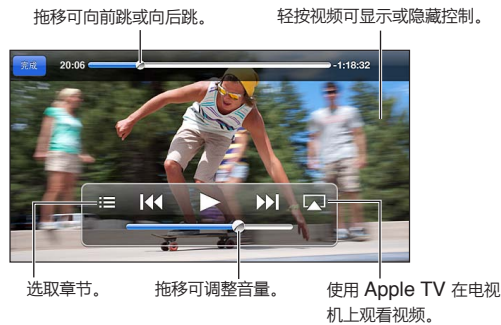 拖移可向前跳或向后跳。
轻按视频可显示或隐藏控制。
完成
20:06
-1:18:32
选取章节。
拖移可调整音量。
使用 Apple TV 在电视
机上观看视频。